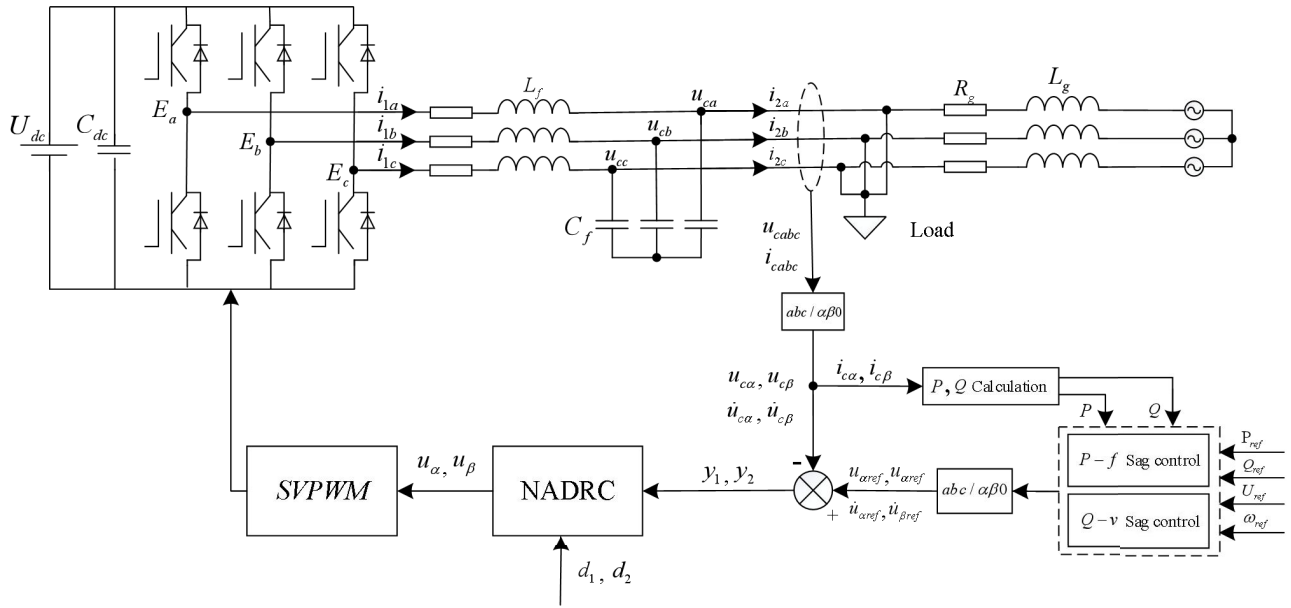 U_dc
C_dc
E_a
E_b
E_c
i_1a
i_1b
i_1c
L_f
u_ca
u_cb
u_cc
C_f
i_2a
i_2b
i_2c
R_g
L_g
Load
u_cabc
i_cabc
abc / αβ0
u_cα, u_cβ
u̇_cα, u̇_cβ
i_cα, i_cβ
P, Q Calculation
P
Q
P − f Sag control
Q − v Sag control
P_ref
Q_ref
U_ref
ω_ref
abc / αβ0
u_αref, u_αref
u̇_αref, u̇_βref
-
+
y_1, y_2
NADRC
d_1, d_2
u_α, u_β
SVPWM